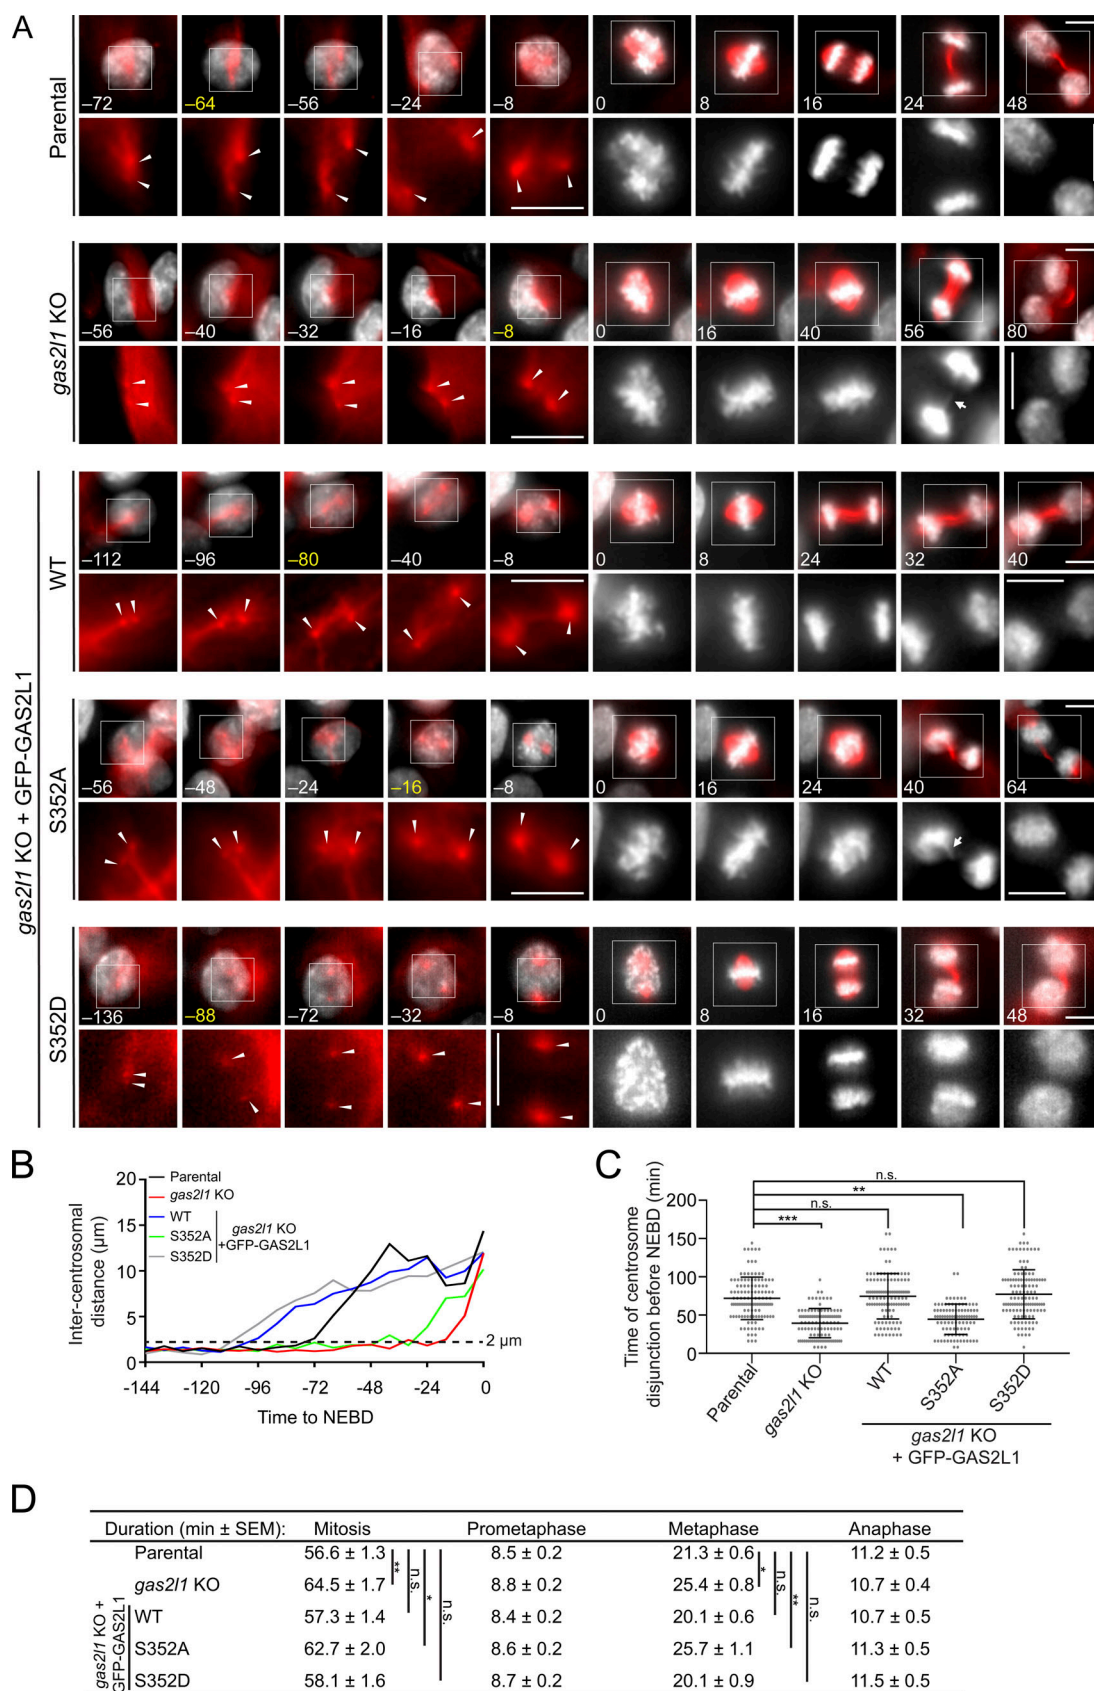 A
Parental
−72 −64 −56 −24 −8 0 8 16 24 48
gas2l1 KO
−56 −40 −32 −16 −8 0 16 40 56 80
gas2l1 KO + GFP-GAS2L1
WT
−112 −96 −80 −40 −8 0 8 24 32 40
S352A
−56 −48 −24 −16 −8 0 16 24 40 64
S352D
−136 −88 −72 −32 −8 0 8 16 32 48
B
Inter-centrosomal
distance (μm)
20
15
10
5
0
Parental
gas2l1 KO
WT
S352A
S352D
gas2l1 KO
+GFP-GAS2L1
2 μm
-144 -120 -96 -72 -48 -24 0
Time to NEBD
C
Time of centrosome
disjunction before NEBD (min)
200
150
100
50
0
n.s.
**
n.s.
***
Parental
gas2l1 KO
WT
S352A
S352D
gas2l1 KO
+ GFP-GAS2L1
D
Duration (min ± SEM): Mitosis Prometaphase Metaphase Anaphase
Parental 56.6 ± 1.3 8.5 ± 0.2 21.3 ± 0.6 11.2 ± 0.5
gas2l1 KO 64.5 ± 1.7 8.8 ± 0.2 25.4 ± 0.8 10.7 ± 0.4
gas2l1 KO +
GFP-GAS2L1
WT 57.3 ± 1.4 8.4 ± 0.2 20.1 ± 0.6 10.7 ± 0.5
S352A 62.7 ± 2.0 8.6 ± 0.2 25.7 ± 1.1 11.3 ± 0.5
S352D 58.1 ± 1.6 8.7 ± 0.2 20.1 ± 0.9 11.5 ± 0.5
** n.s. * n.s.
* n.s. ** n.s.